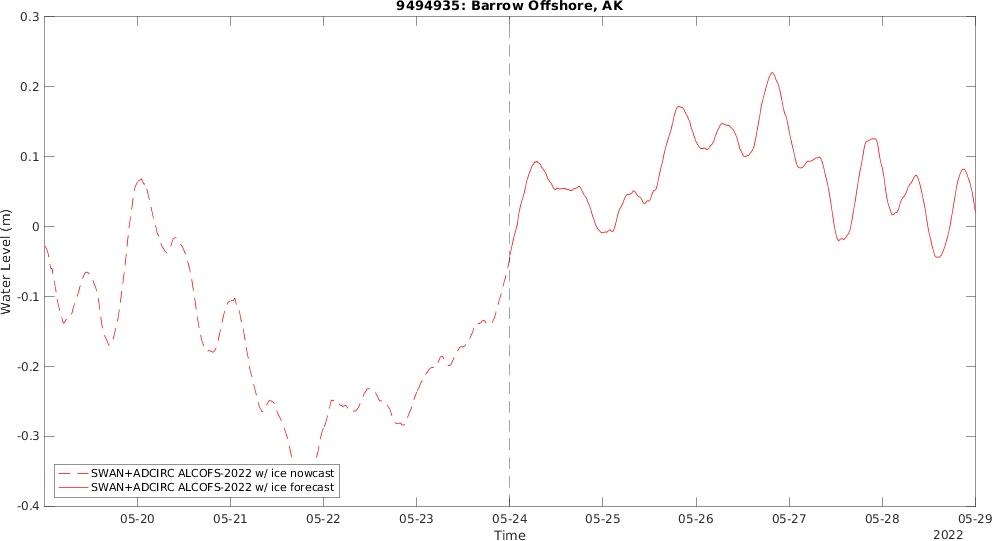 9494935: Barrow Offshore, AK
Water Level (m)
0.3
0.2
0.1
0
-0.1
-0.2
-0.3
-0.4
SWAN+ADCIRC ALCOFS-2022 w/ ice nowcast
SWAN+ADCIRC ALCOFS-2022 w/ ice forecast
05-20 05-21 05-22 05-23 05-24 05-25 05-26 05-27 05-28 05-29
Time 2022